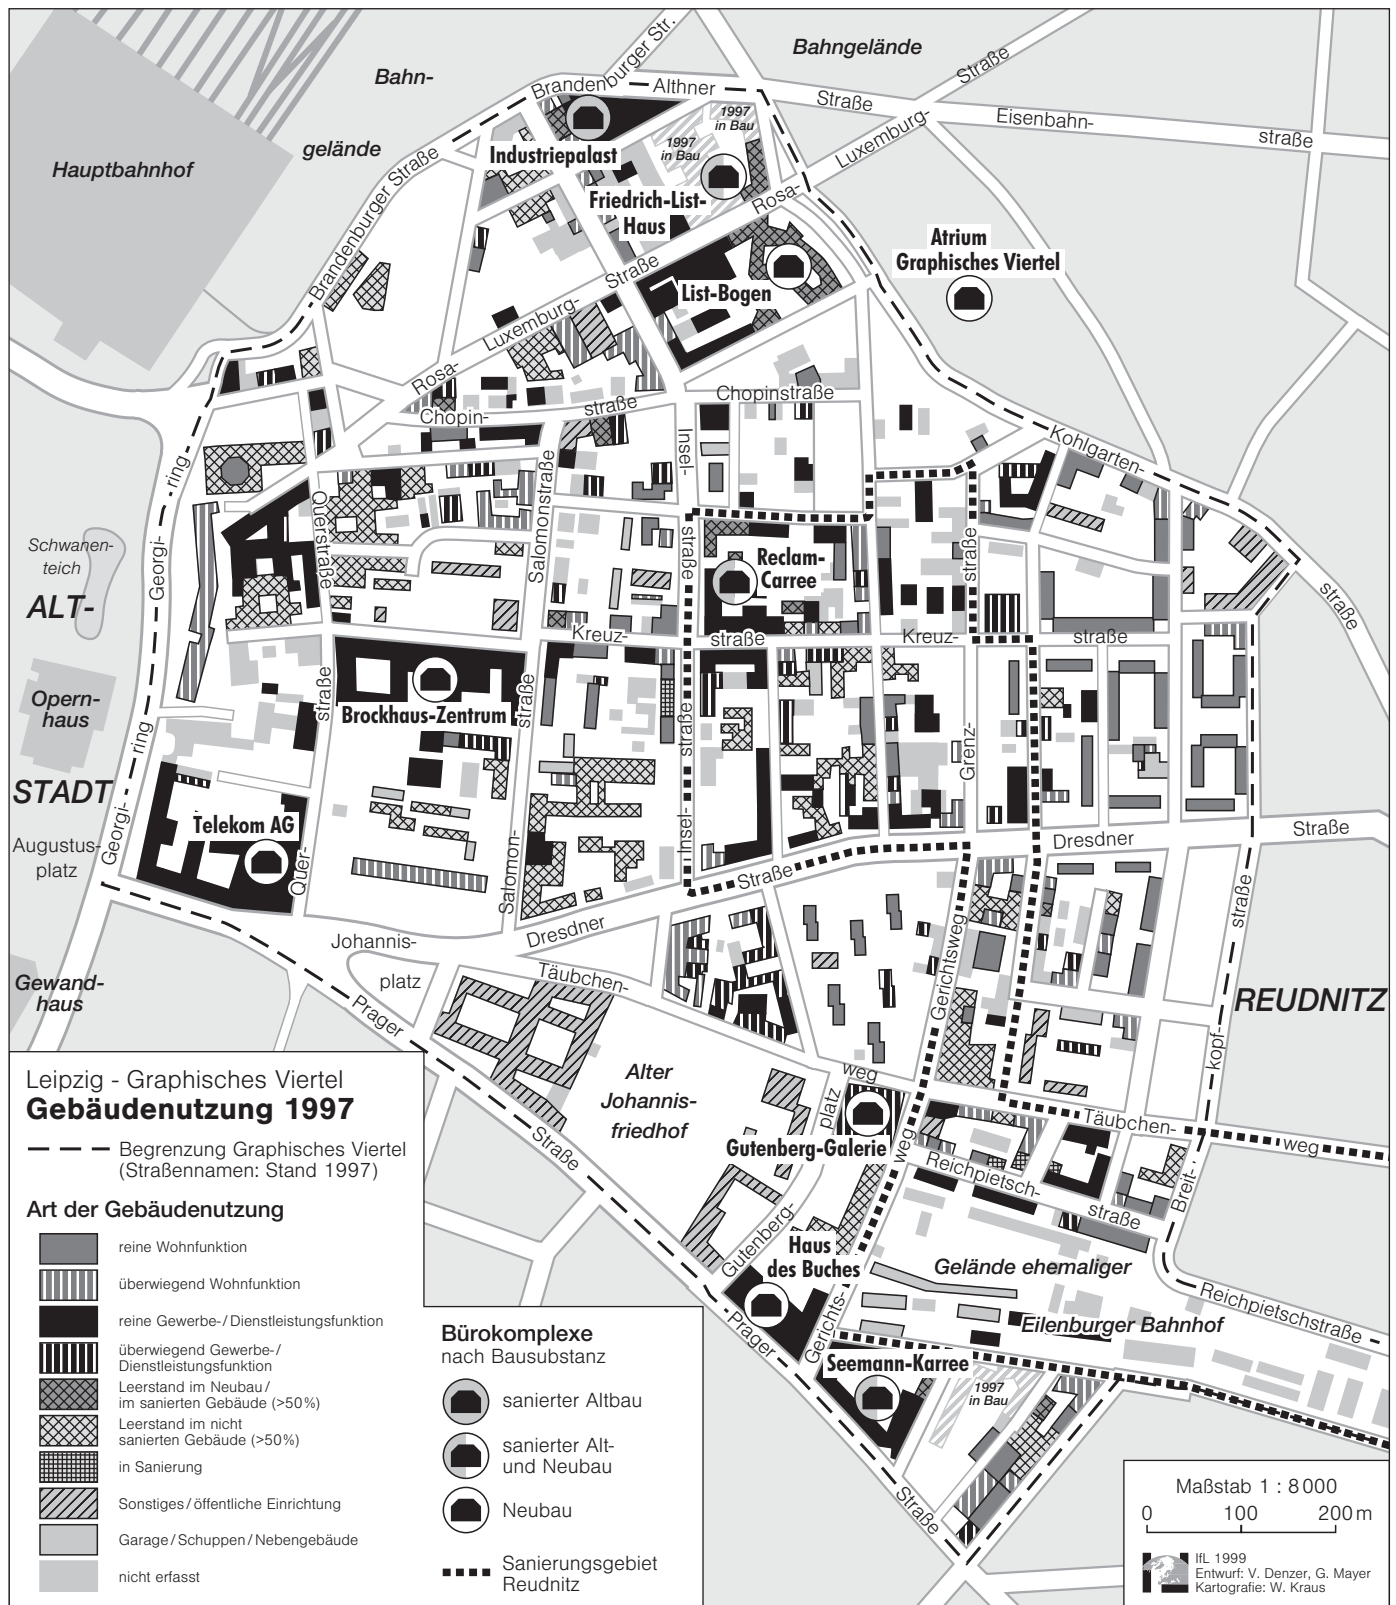 Bahngelände
Bahn-
gelände
Hauptbahnhof
Brandenburger Str.
Althner
Straße
Straße
Eisenbahn-
straße
Luxemburg-
Rosa-
1997
in Bau
1997
in Bau
Industriepalast
Friedrich-List-
Haus
Brandenburger Straße
Atrium
Graphisches Viertel
List-Bogen
Straße
Luxemburg-
Rosa-
Chopin-
straße
Chopinstraße
Kohlgarten-
straße
Georgi-
ring
Querstraße
Salomonstraße
Insel-
straße
straße
Schwanen-
teich
ALT-
Reclam-
Carree
Kreuz-
straße
Kreuz-
straße
Opern-
haus
ring
straße
Brockhaus-Zentrum
straße
straße
Grenz-
STADT
Georgi-
Augustus-
platz
Telekom AG
Quer-
Salomon-
Insel-
Dresdner
Straße
Straße
Dresdner
straße
Johannis-
platz
Täubchen-
Gerichtsweg
Gewand-
haus
Prager
REUDNITZ
kopf-
Alter
Johannis-
friedhof
weg
platz
Gutenberg-Galerie
weg
Täubchen-
weg
Reichpietsch-
straße
Breit-
Straße
Gutenberg-
Haus
des Buches
Gelände ehemaliger
Eilenburger Bahnhof
Reichpietschstraße
Gerichts-
Prager
Seemann-Karree
1997
in Bau
Straße
Leipzig - Graphisches Viertel
Gebäudenutzung 1997
Begrenzung Graphisches Viertel
(Straßennamen: Stand 1997)
Art der Gebäudenutzung
reine Wohnfunktion
überwiegend Wohnfunktion
reine Gewerbe-/Dienstleistungsfunktion
überwiegend Gewerbe-/
Dienstleistungsfunktion
Leerstand im Neubau/
im sanierten Gebäude (>50%)
Leerstand im nicht
sanierten Gebäude (>50%)
in Sanierung
Sonstiges/öffentliche Einrichtung
Garage/Schuppen/Nebengebäude
nicht erfasst
Bürokomplexe
nach Bausubstanz
sanierter Altbau
sanierter Alt-
und Neubau
Neubau
Sanierungsgebiet
Reudnitz
Maßstab 1 : 8000
0 100 200 m
IfL 1999
Entwurf: V. Denzer, G. Mayer
Kartografie: W. Kraus